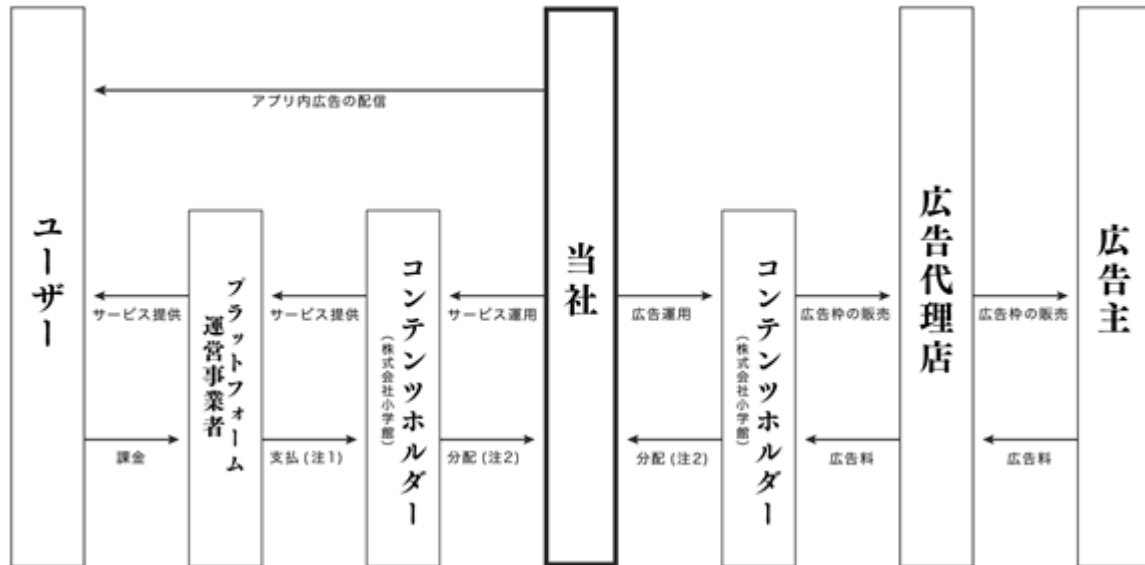 アプリ内広告の配信
ユーザー
サービス提供
課金
プラットフォーム
運営事業者
サービス提供
支払 (注1)
コンテンツホルダー
(株式会社小学館)
サービス運用
分配 (注2)
当社
広告運用
分配 (注2)
コンテンツホルダー
(株式会社小学館)
広告枠の販売
広告料
広告代理店
広告枠の販売
広告料
広告主